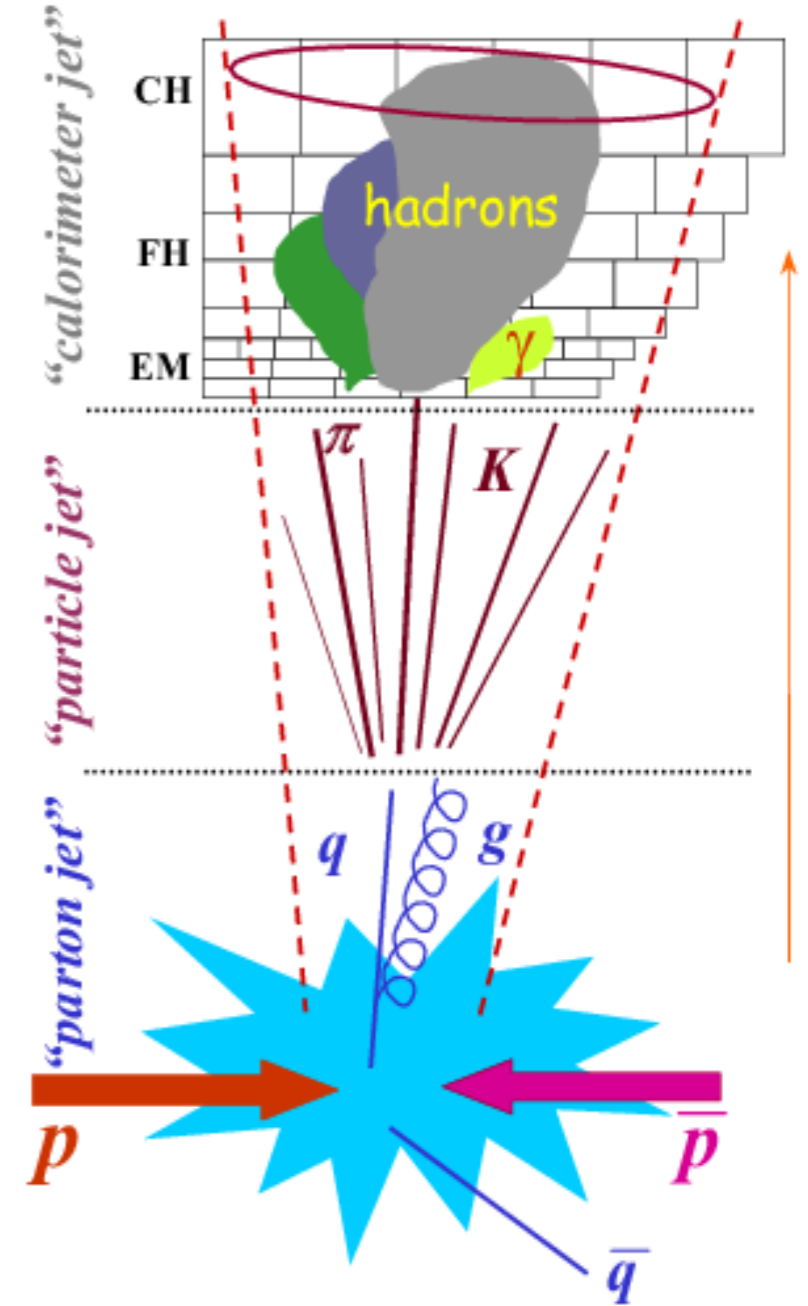 “calorimeter jet”
CH
hadrons
FH
γ
EM
“particle jet”
π
K
“parton jet”
q
g
p
p̅
q̅